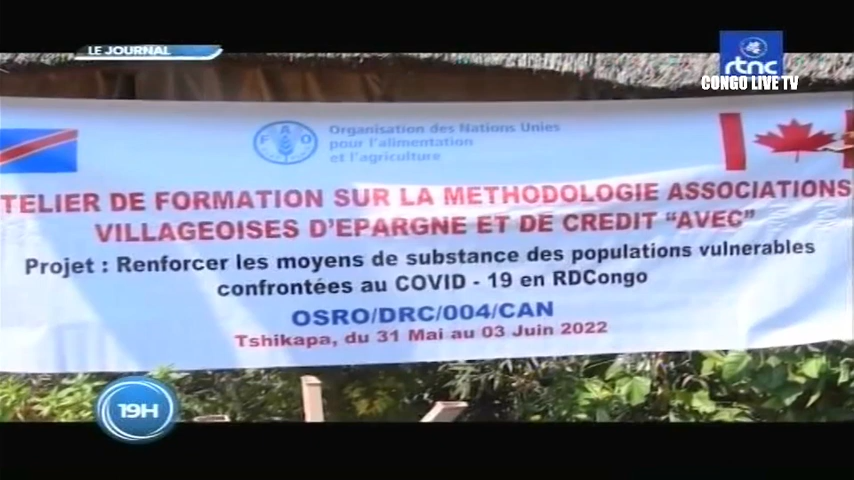 LE JOURNAL
rtnc
CONGO LIVE TV
FAO
Organisation des Nations Unies
pour l'alimentation
et l'agriculture
TELIER DE FORMATION SUR LA METHODOLOGIE ASSOCIATIONS
VILLAGEOISES D'EPARGNE ET DE CREDIT "AVEC"
Projet : Renforcer les moyens de substance des populations vulnerables
confrontées au COVID - 19 en RDCongo
OSRO/DRC/004/CAN
Tshikapa, du 31 Mai au 03 Juin 2022
19H